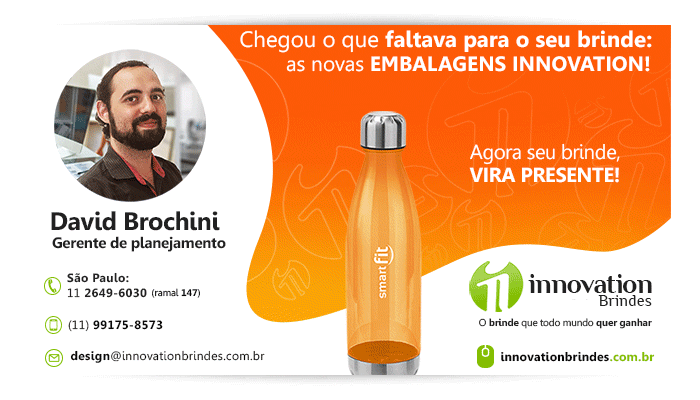 Chegou o que faltava para o seu brinde:
as novas EMBALAGENS INNOVATION!
Agora seu brinde,
VIRA PRESENTE!
David Brochini
Gerente de planejamento
São Paulo:
11 2649-6030 (ramal 147)
(11) 99175-8573
design@innovationbrindes.com.br
smart fit
innovation
Brindes
O brinde que todo mundo quer ganhar
innovationbrindes.com.br